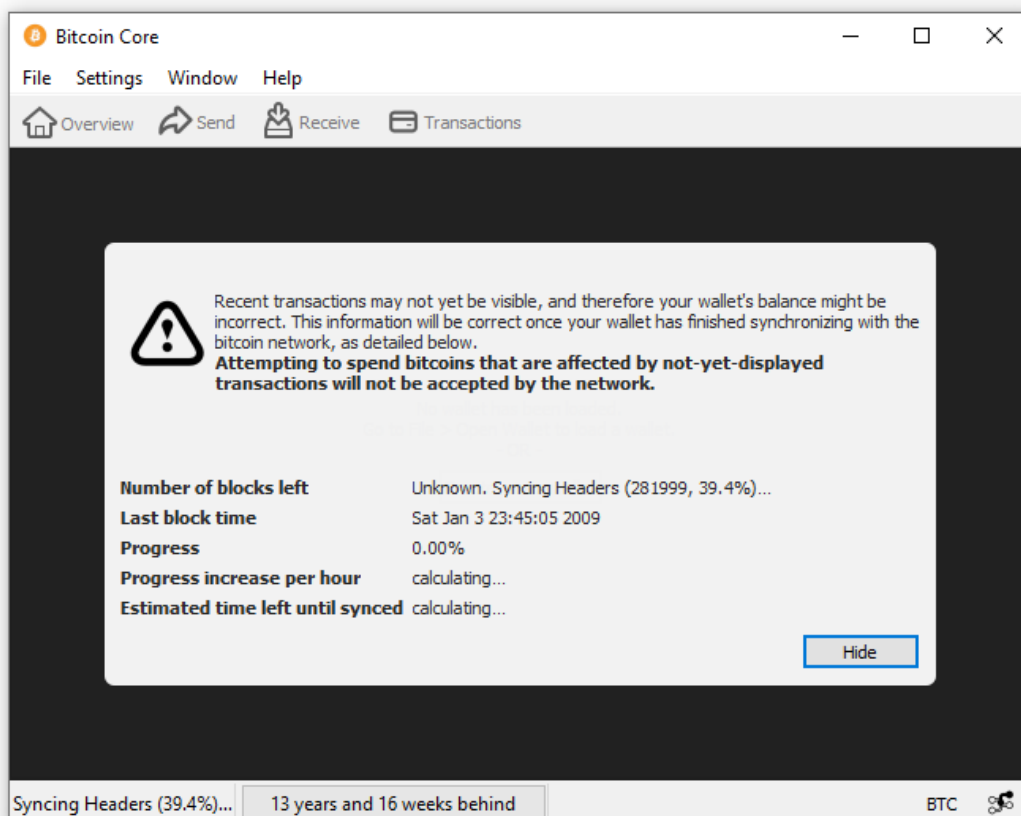 Bitcoin Core
File Settings Window Help
Overview Send Receive Transactions
Recent transactions may not yet be visible, and therefore your wallet's balance might be
incorrect. This information will be correct once your wallet has finished synchronizing with the
bitcoin network, as detailed below.
Attempting to spend bitcoins that are affected by not-yet-displayed
transactions will not be accepted by the network.
Number of blocks left Unknown. Syncing Headers (281999, 39.4%)...
Last block time Sat Jan 3 23:45:05 2009
Progress 0.00%
Progress increase per hour calculating...
Estimated time left until synced calculating...
Hide
Syncing Headers (39.4%)... 13 years and 16 weeks behind BTC